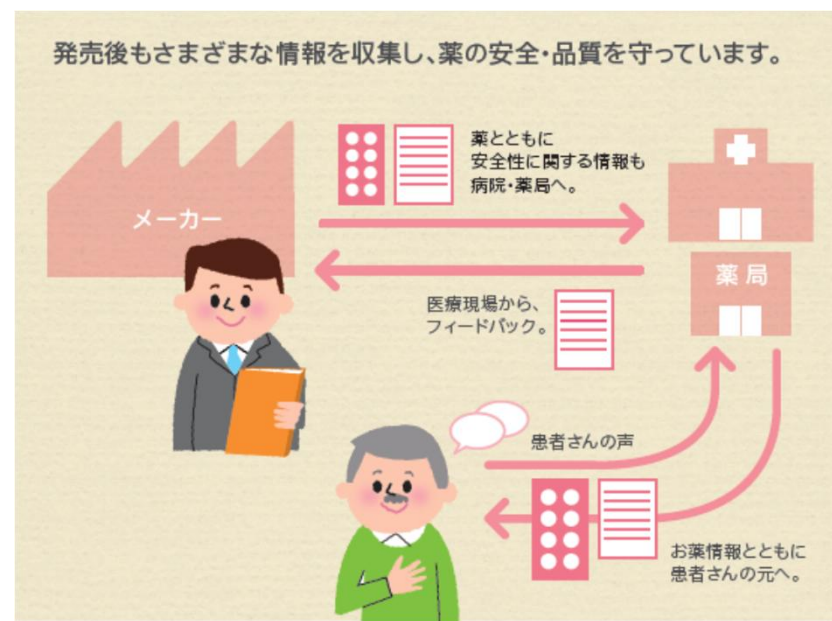 発売後もさまざまな情報を収集し、薬の安全・品質を守っています。
メーカー
薬とともに
安全性に関する情報も
病院・薬局へ。
薬局
医療現場から、
フィードバック。
患者さんの声
お薬情報とともに
患者さんの元へ。